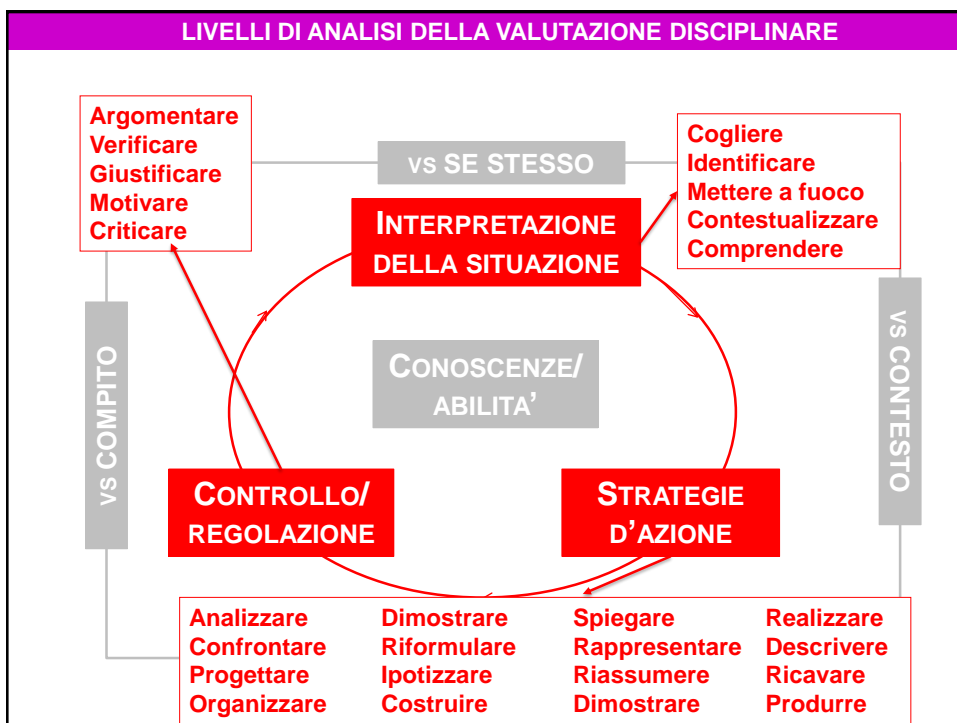 LIVELLI DI ANALISI DELLA VALUTAZIONE DISCIPLINARE
Argomentare
Verificare
Giustificare
Motivare
Criticare
VS SE STESSO
Cogliere
Identificare
Mettere a fuoco
Contestualizzare
Comprendere
INTERPRETAZIONE
DELLA SITUAZIONE
VS COMPITO
CONOSCENZE/
ABILITA'
VS CONTESTO
CONTROLLO/
REGOLAZIONE
STRATEGIE
D'AZIONE
Analizzare Dimostrare Spiegare Realizzare
Confrontare Riformulare Rappresentare Descrivere
Progettare Ipotizzare Riassumere Ricavare
Organizzare Costruire Dimostrare Produrre